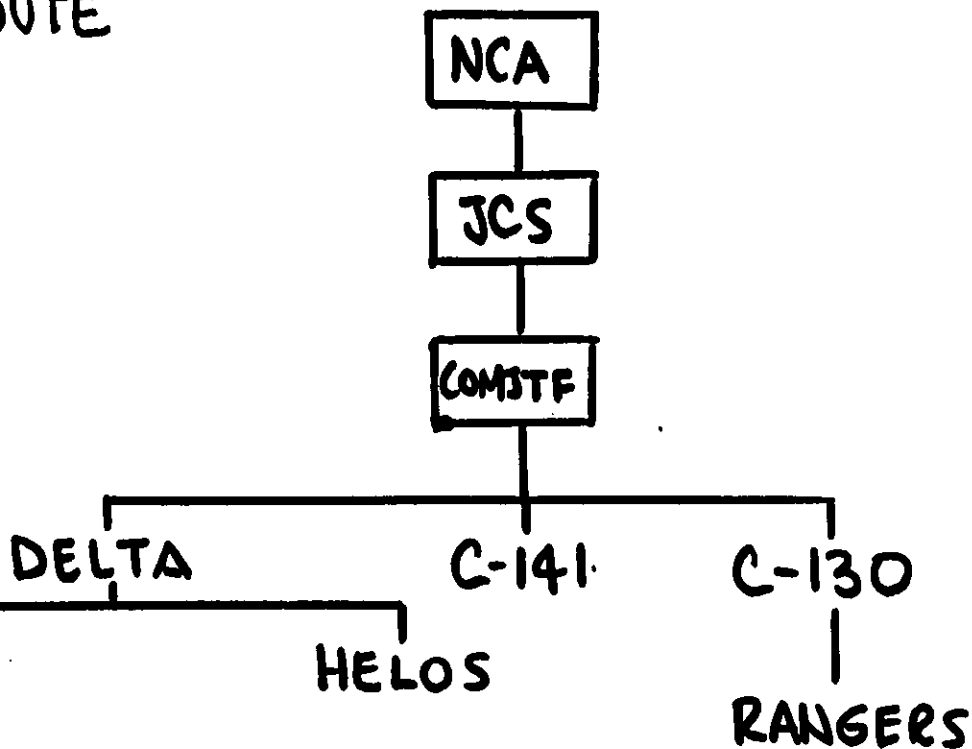 NCA
JCS
COMJTF
DELTA C-141 C-130
HELOS
RANGERS